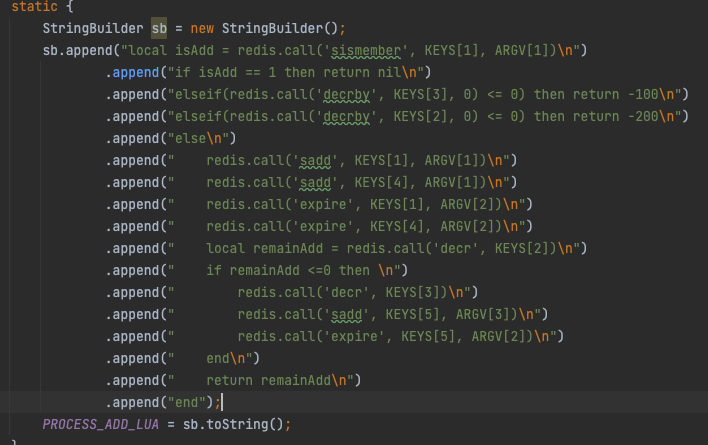 static {
    StringBuilder sb = new StringBuilder();
    sb.append("local isAdd = redis.call('sismember', KEYS[1], ARGV[1])\n")
            .append("if isAdd == 1 then return nil\n")
            .append("elseif(redis.call('decrby', KEYS[3], 0) <= 0) then return -100\n")
            .append("elseif(redis.call('decrby', KEYS[2], 0) <= 0) then return -200\n")
            .append("else\n")
            .append("    redis.call('sadd', KEYS[1], ARGV[1])\n")
            .append("    redis.call('sadd', KEYS[4], ARGV[1])\n")
            .append("    redis.call('expire', KEYS[1], ARGV[2])\n")
            .append("    redis.call('expire', KEYS[4], ARGV[2])\n")
            .append("    local remainAdd = redis.call('decr', KEYS[2])\n")
            .append("    if remainAdd <=0 then \n")
            .append("        redis.call('decr', KEYS[3])\n")
            .append("        redis.call('sadd', KEYS[5], ARGV[3])\n")
            .append("        redis.call('expire', KEYS[5], ARGV[2])\n")
            .append("    end\n")
            .append("    return remainAdd\n")
            .append("end");
    PROCESS_ADD_LUA = sb.toString();
}